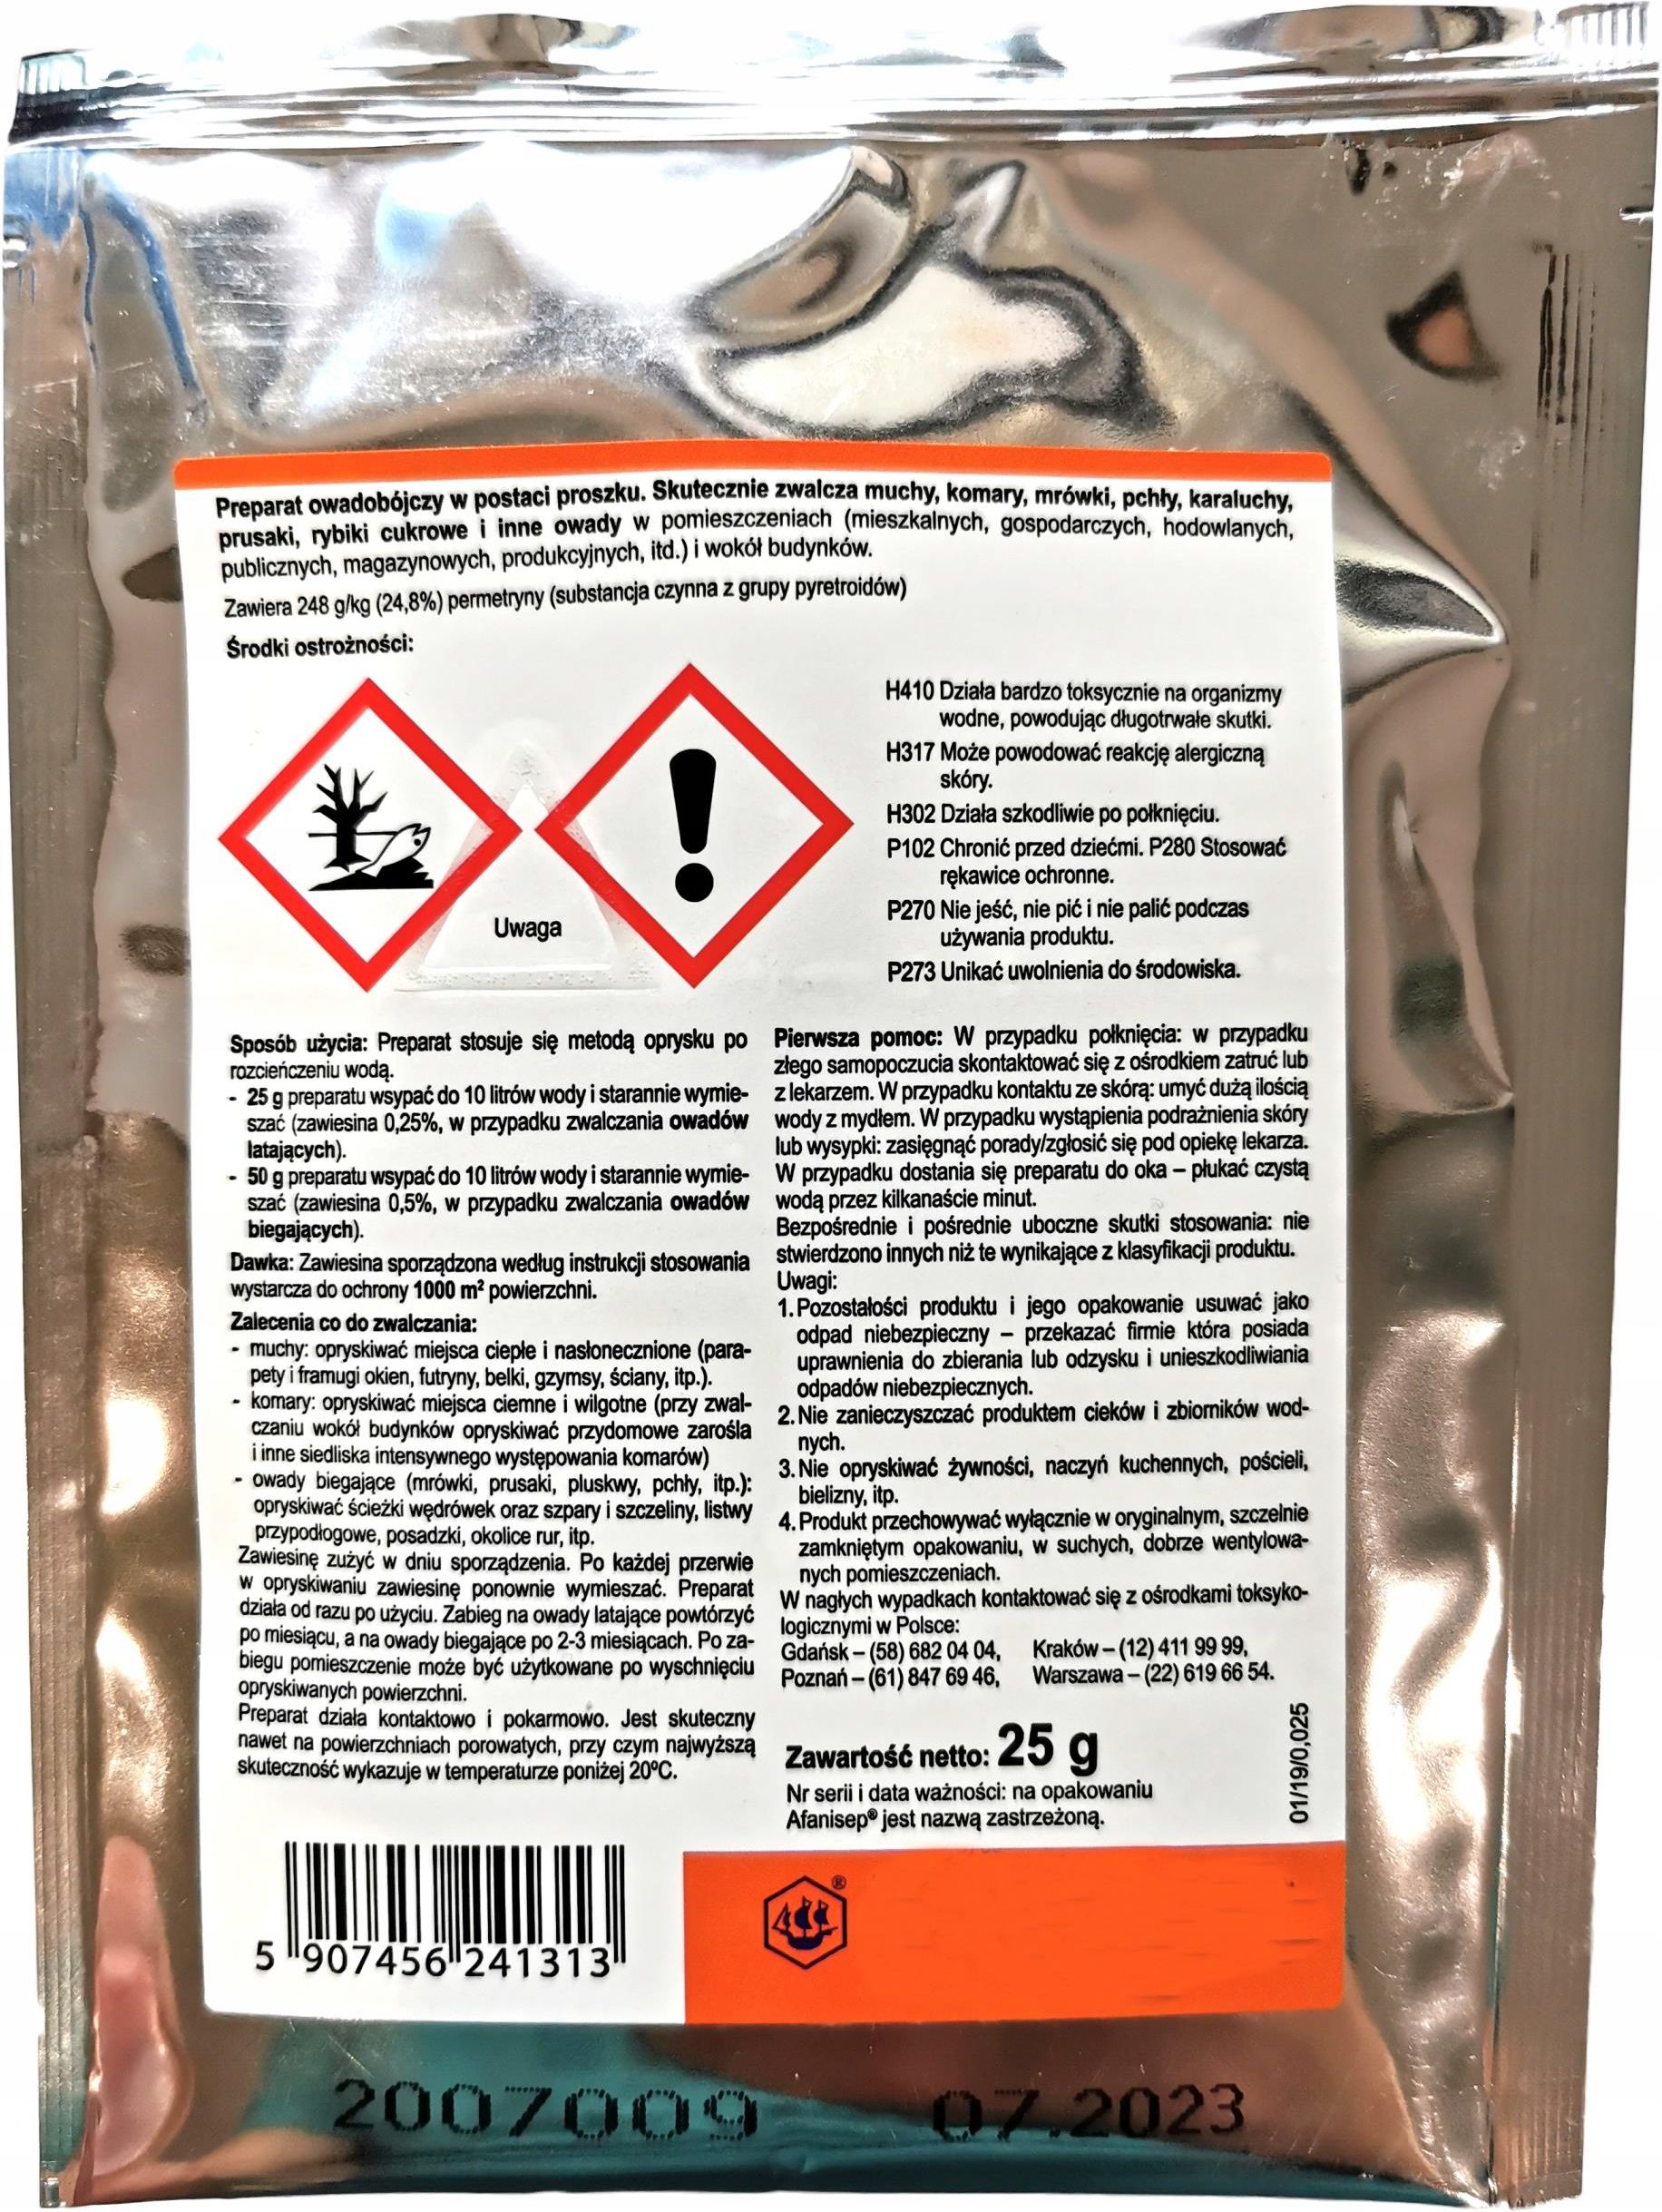 Preparat owadobójczy w postaci proszku. Skutecznie zwalcza muchy, komary, mrówki, pchły, karaluchy,
prusaki, rybiki cukrowe i inne owady w pomieszczeniach (mieszkalnych, gospodarczych, hodowlanych,
publicznych, magazynowych, produkcyjnych, itd.) i wokół budynków.
Zawiera 248 g/kg (24,8%) permetryny (substancja czynna z grupy pyretroidów)
Środki ostrożności:
Uwaga
H410 Działa bardzo toksycznie na organizmy
wodne, powodując długotrwałe skutki.
H317 Może powodować reakcję alergiczną
skóry.
H302 Działa szkodliwie po połknięciu.
P102 Chronić przed dziećmi. P280 Stosować
rękawice ochronne.
P270 Nie jeść, nie pić i nie palić podczas
używania produktu.
P273 Unikać uwolnienia do środowiska.
Sposób użycia: Preparat stosuje się metodą oprysku po
rozcieńczeniu wodą.
- 25 g preparatu wsypać do 10 litrów wody i starannie wymie-
szać (zawiesina 0,25%, w przypadku zwalczania owadów
latających).
- 50 g preparatu wsypać do 10 litrów wody i starannie wymie-
szać (zawiesina 0,5%, w przypadku zwalczania owadów
biegających).
Dawka: Zawiesina sporządzona według instrukcji stosowania
wystarcza do ochrony 1000 m² powierzchni.
Zalecenia co do zwalczania:
- muchy: opryskiwać miejsca ciepłe i nasłonecznione (para-
pety i framugi okien, futryny, belki, gzymsy, ściany, itp.).
- komary: opryskiwać miejsca ciemne i wilgotne (przy zwal-
czaniu wokół budynków opryskiwać przydomowe zarośla
i inne siedliska intensywnego występowania komarów)
- owady biegające (mrówki, prusaki, pluskwy, pchły, itp.):
opryskiwać ścieżki wędrówek oraz szpary i szczeliny, listwy
przypodłogowe, posadzki, okolice rur, itp.
Zawiesinę zużyć w dniu sporządzenia. Po każdej przerwie
w opryskiwaniu zawiesinę ponownie wymieszać. Preparat
działa od razu po użyciu. Zabieg na owady latające powtórzyć
po miesiącu, a na owady biegające po 2-3 miesiącach. Po za-
biegu pomieszczenie może być użytkowane po wyschnięciu
opryskiwanych powierzchni.
Preparat działa kontaktowo i pokarmowo. Jest skuteczny
nawet na powierzchniach porowatych, przy czym najwyższą
skuteczność wykazuje w temperaturze poniżej 20ºC.
Pierwsza pomoc: W przypadku połknięcia: w przypadku
złego samopoczucia skontaktować się z ośrodkiem zatruć lub
z lekarzem. W przypadku kontaktu ze skórą: umyć dużą ilością
wody z mydłem. W przypadku wystąpienia podrażnienia skóry
lub wysypki: zasięgnąć porady/zgłosić się pod opiekę lekarza.
W przypadku dostania się preparatu do oka – płukać czystą
wodą przez kilkanaście minut.
Bezpośrednie i pośrednie uboczne skutki stosowania: nie
stwierdzono innych niż te wynikające z klasyfikacji produktu.
Uwagi:
1. Pozostałości produktu i jego opakowanie usuwać jako
odpad niebezpieczny – przekazać firmie która posiada
uprawnienia do zbierania lub odzysku i unieszkodliwiania
odpadów niebezpiecznych.
2. Nie zanieczyszczać produktem cieków i zbiorników wod-
nych.
3. Nie opryskiwać żywności, naczyń kuchennych, pościeli,
bielizny, itp.
4. Produkt przechowywać wyłącznie w oryginalnym, szczelnie
zamkniętym opakowaniu, w suchych, dobrze wentylowa-
nych pomieszczeniach.
W nagłych wypadkach kontaktować się z ośrodkami toksyko-
logicznymi w Polsce:
Gdańsk – (58) 682 04 04, Kraków – (12) 411 99 99,
Poznań – (61) 847 69 46, Warszawa – (22) 619 66 54.
Zawartość netto: 25 g
Nr serii i data ważności: na opakowaniu
Afanisep® jest nazwą zastrzeżoną.
01/19/0,025
5 907456 241313
®
2007009 07.2023